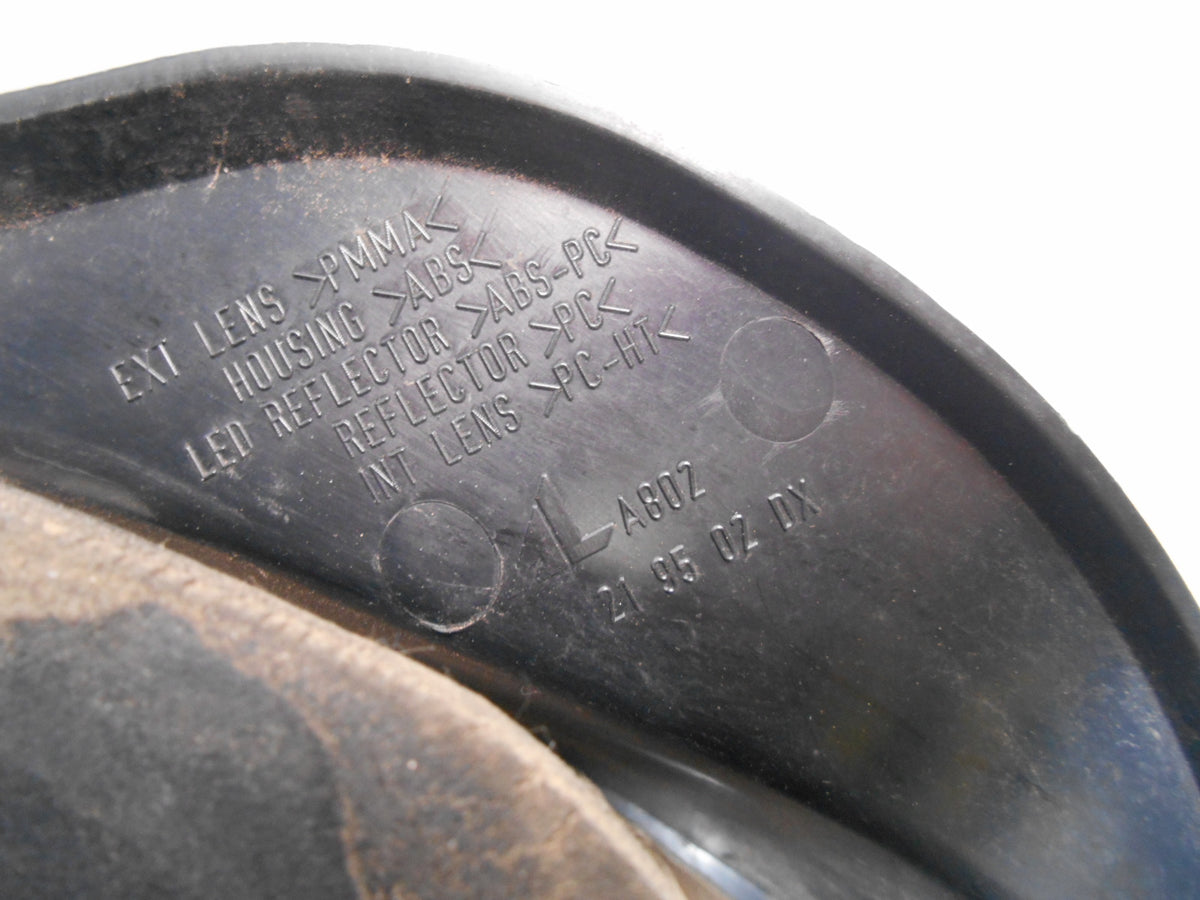 EXT LENS >PMMA<
HOUSING >ABS<
LED REFLECTOR >ABS-PC<
REFLECTOR >PC<
INT LENS >PC-HT<
L A802
21 95 02 DX